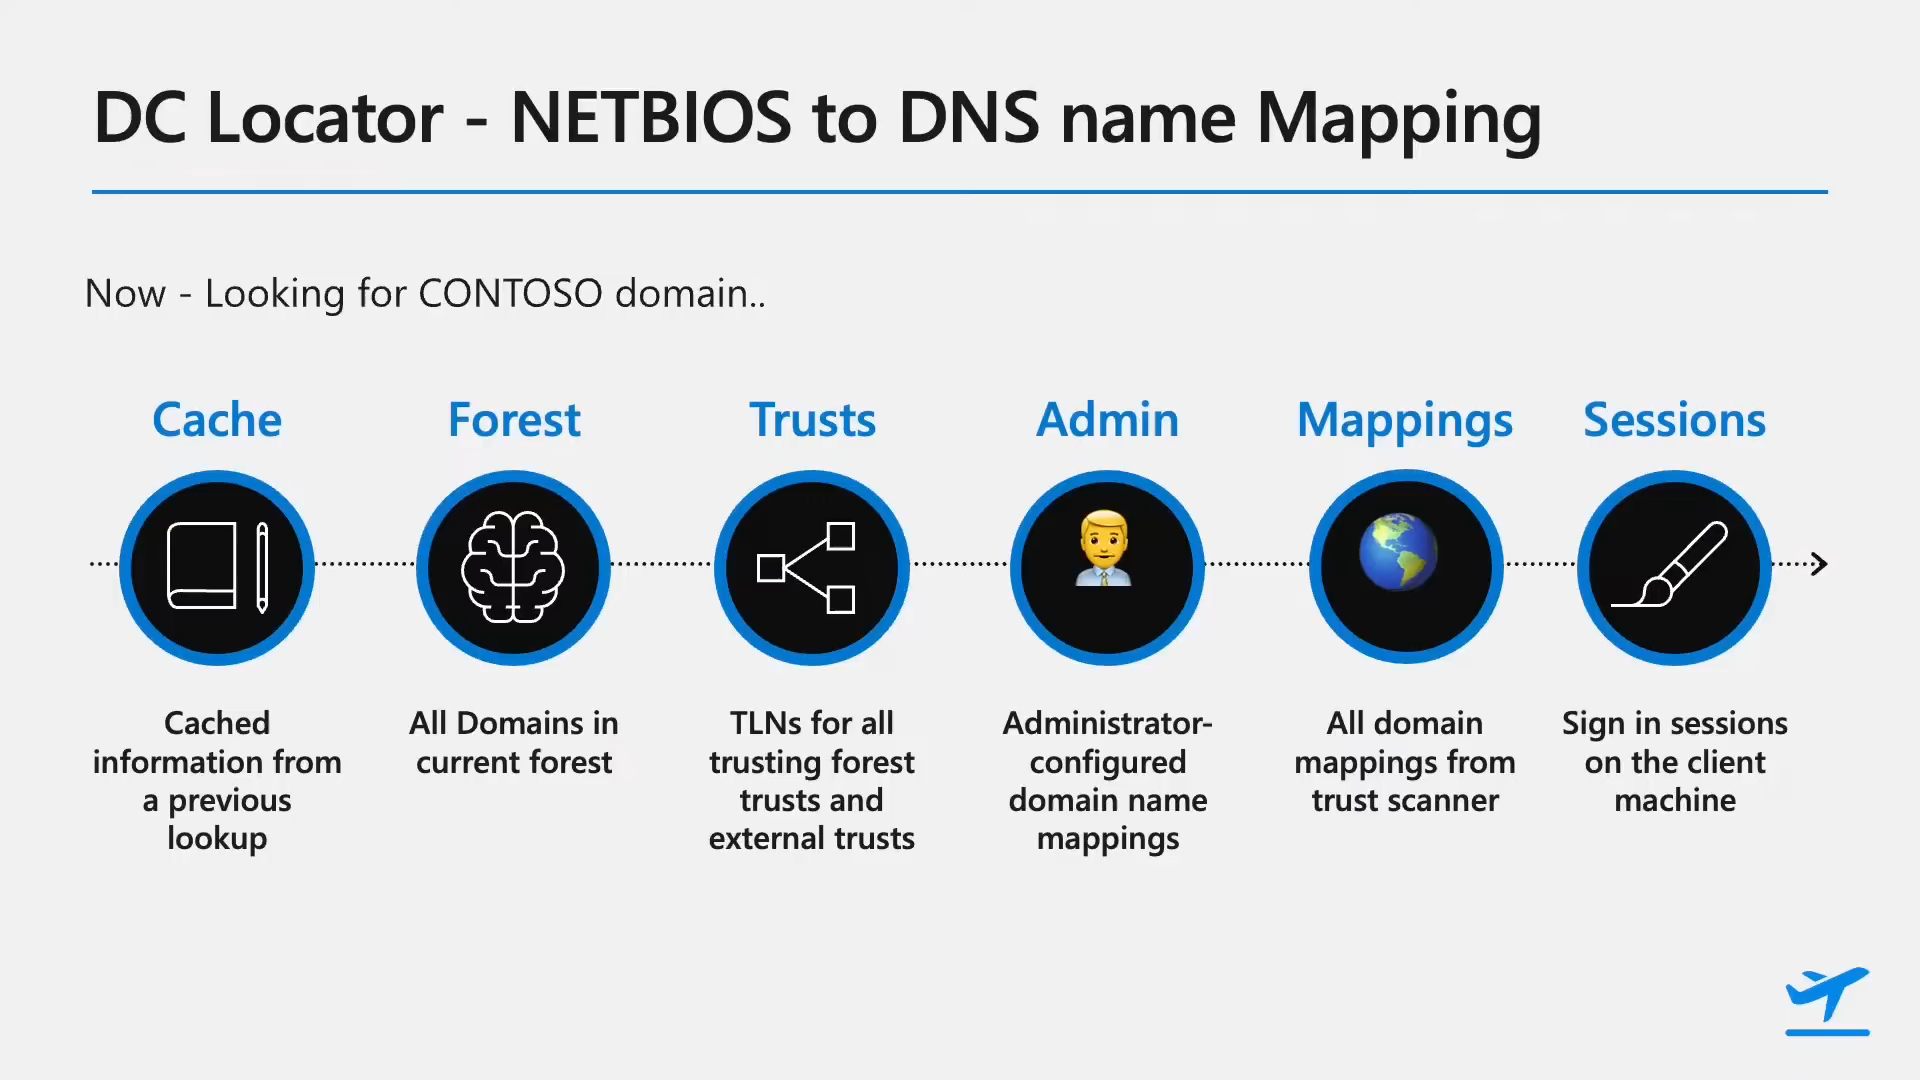 DC Locator - NETBIOS to DNS name Mapping
Now - Looking for CONTOSO domain..
Cache
Forest
Trusts
Admin
Mappings
Sessions
Cached
information from
a previous
lookup
All Domains in
current forest
TLNs for all
trusting forest
trusts and
external trusts
Administrator-
configured
domain name
mappings
All domain
mappings from
trust scanner
Sign in sessions
on the client
machine